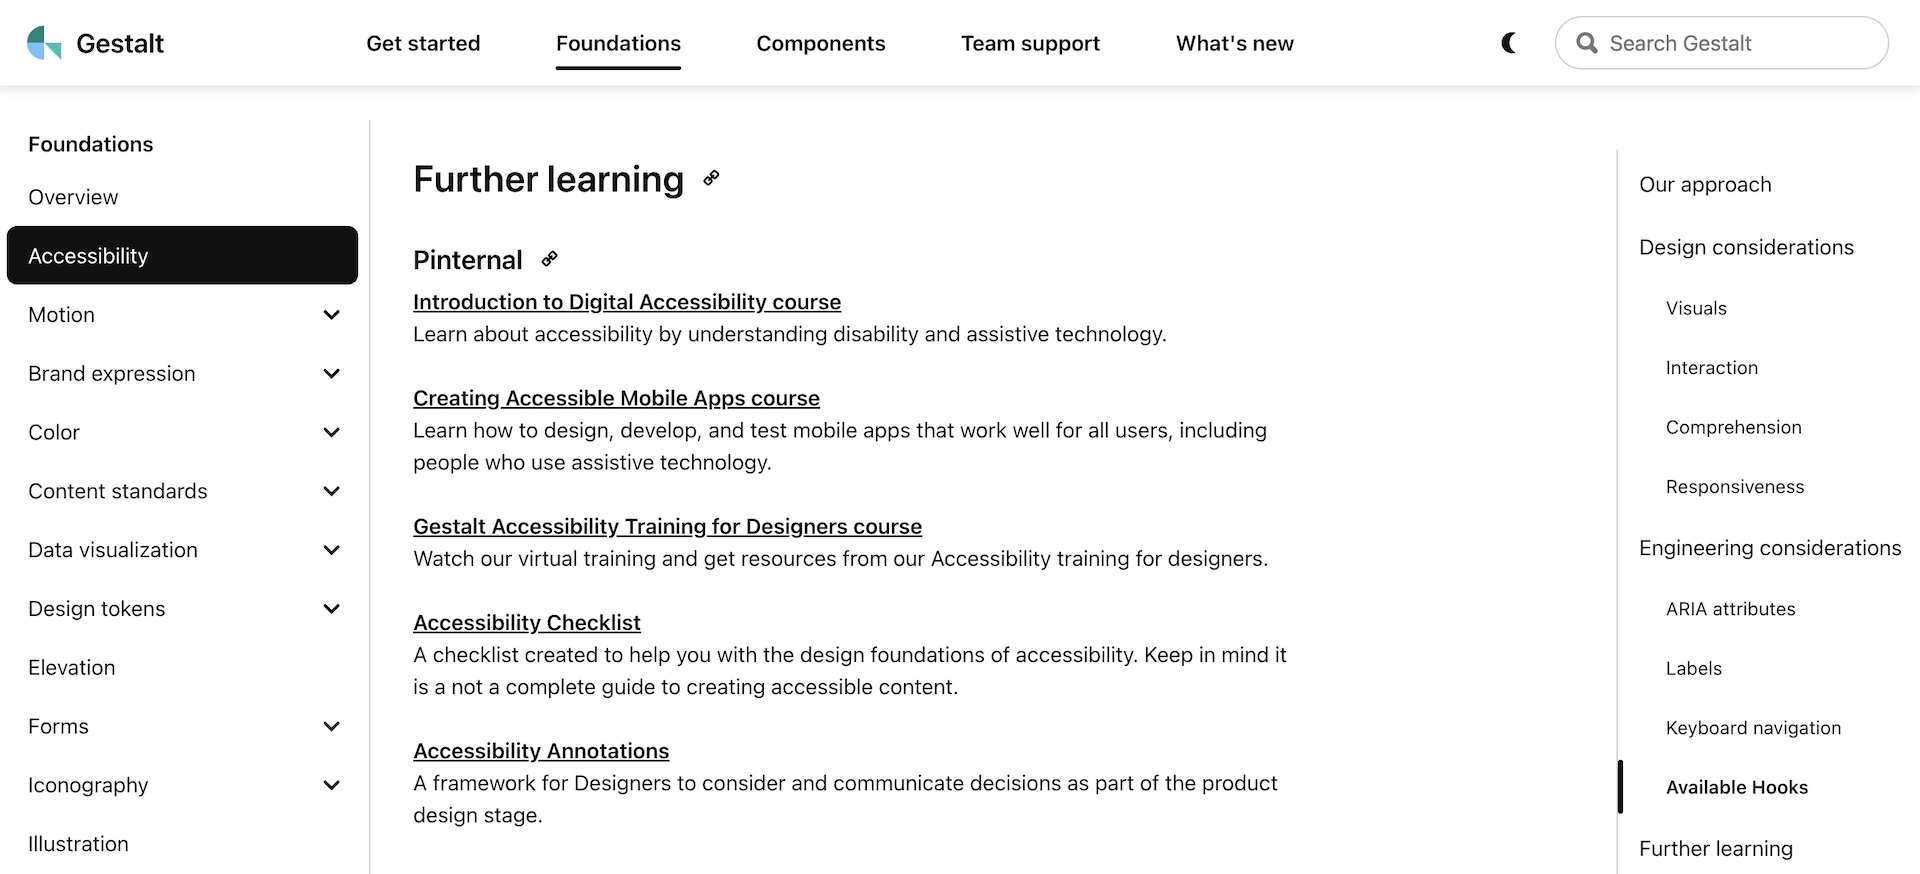 Gestalt
Get started
Foundations
Components
Team support
What's new
Search Gestalt
Foundations
Overview
Accessibility
Motion
Brand expression
Color
Content standards
Data visualization
Design tokens
Elevation
Forms
Iconography
Illustration
Further learning
Pinternal
Introduction to Digital Accessibility course
Learn about accessibility by understanding disability and assistive technology.
Creating Accessible Mobile Apps course
Learn how to design, develop, and test mobile apps that work well for all users, including
people who use assistive technology.
Gestalt Accessibility Training for Designers course
Watch our virtual training and get resources from our Accessibility training for designers.
Accessibility Checklist
A checklist created to help you with the design foundations of accessibility. Keep in mind it
is a not a complete guide to creating accessible content.
Accessibility Annotations
A framework for Designers to consider and communicate decisions as part of the product
design stage.
Our approach
Design considerations
Visuals
Interaction
Comprehension
Responsiveness
Engineering considerations
ARIA attributes
Labels
Keyboard navigation
Available Hooks
Further learning